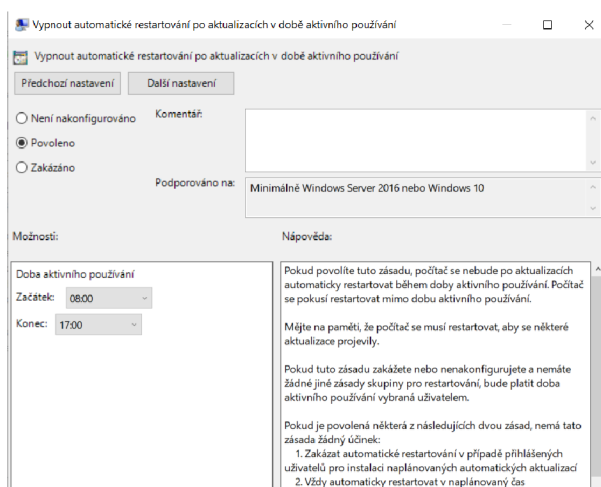 Vypnout automatické restartování po aktualizacích v době aktivního používání
Vypnout automatické restartování po aktualizacích v době aktivního používání
Předchozí nastavení
Další nastavení
Není nakonfigurováno
Povoleno
Zakázáno
Komentář:
Podporováno na:
Minimálně Windows Server 2016 nebo Windows 10
Možnosti:
Doba aktivního používání
Začátek: 08:00
Konec: 17:00
Nápověda:
Pokud povolíte tuto zásadu, počítač se nebude po aktualizacích
automaticky restartovat během doby aktivního používání. Počítač
se pokusí restartovat mimo dobu aktivního používání.
Mějte na paměti, že počítač se musí restartovat, aby se některé
aktualizace projevily.
Pokud tuto zásadu zakážete nebo nenakonfigurujete a nemáte
žádné jiné zásady skupiny pro restartování, bude platit doba
aktivního používání vybraná uživatelem.
Pokud je povolená některá z následujících dvou zásad, nemá tato
zásada žádný účinek:
1. Zakázat automatické restartování v případě přihlášených
uživatelů pro instalaci naplánovaných automatických aktualizací
2. Vždy automaticky restartovat v naplánovaný čas